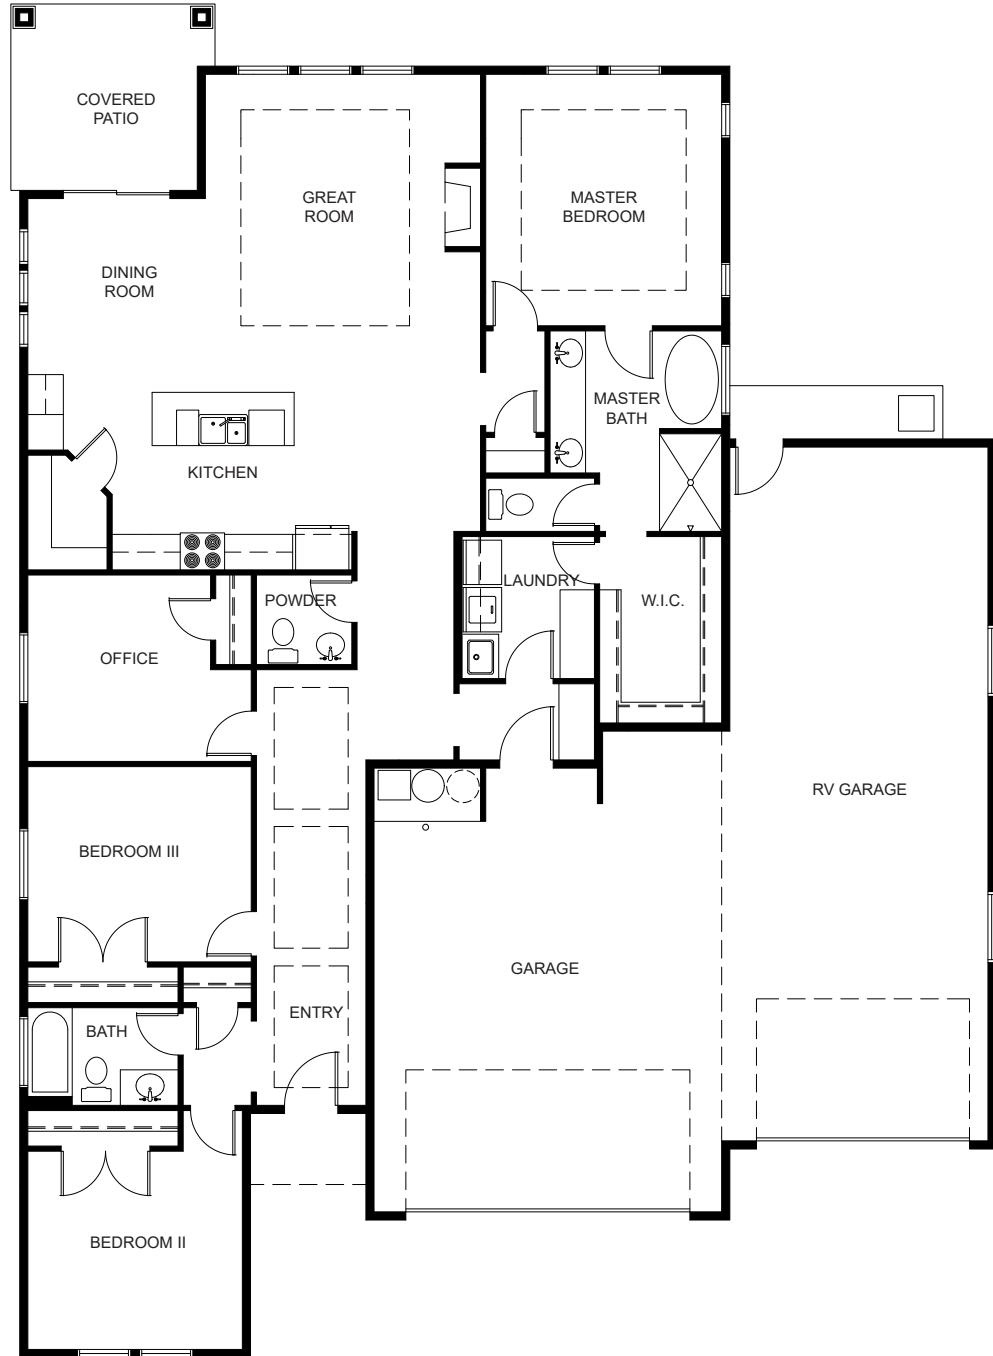 COVERED
PATIO
GREAT
ROOM
MASTER
BEDROOM
DINING
ROOM
MASTER
BATH
KITCHEN
LAUNDRY
POWDER
W.I.C.
OFFICE
RV GARAGE
BEDROOM III
GARAGE
ENTRY
BATH
BEDROOM II